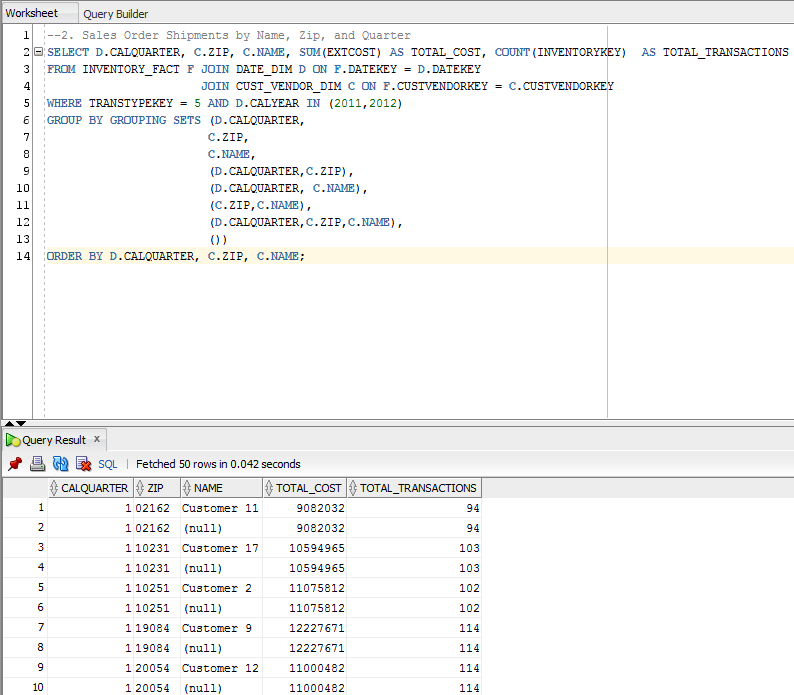 Worksheet Query Builder
1 --2. Sales Order Shipments by Name, Zip, and Quarter
2 SELECT D.CALQUARTER, C.ZIP, C.NAME, SUM(EXTCOST) AS TOTAL_COST, COUNT(INVENTORYKEY)  AS TOTAL_TRANSACTIONS
3 FROM INVENTORY_FACT F JOIN DATE_DIM D ON F.DATEKEY = D.DATEKEY
4 JOIN CUST_VENDOR_DIM C ON F.CUSTVENDORKEY = C.CUSTVENDORKEY
5 WHERE TRANSTYPEKEY = 5 AND D.CALYEAR IN (2011,2012)
6 GROUP BY GROUPING SETS (D.CALQUARTER,
7 C.ZIP,
8 C.NAME,
9 (D.CALQUARTER,C.ZIP),
10 (D.CALQUARTER, C.NAME),
11 (C.ZIP,C.NAME),
12 (D.CALQUARTER,C.ZIP,C.NAME),
13 ())
14 ORDER BY D.CALQUARTER, C.ZIP, C.NAME;
Query Result x
SQL | Fetched 50 rows in 0.042 seconds
CALQUARTER ZIP NAME TOTAL_COST TOTAL_TRANSACTIONS
1 1 02162 Customer 11 9082032 94
2 1 02162 (null) 9082032 94
3 1 10231 Customer 17 10594965 103
4 1 10231 (null) 10594965 103
5 1 10251 Customer 2 11075812 102
6 1 10251 (null) 11075812 102
7 1 19084 Customer 9 12227671 114
8 1 19084 (null) 12227671 114
9 1 20054 Customer 12 11000482 114
10 1 20054 (null) 11000482 114